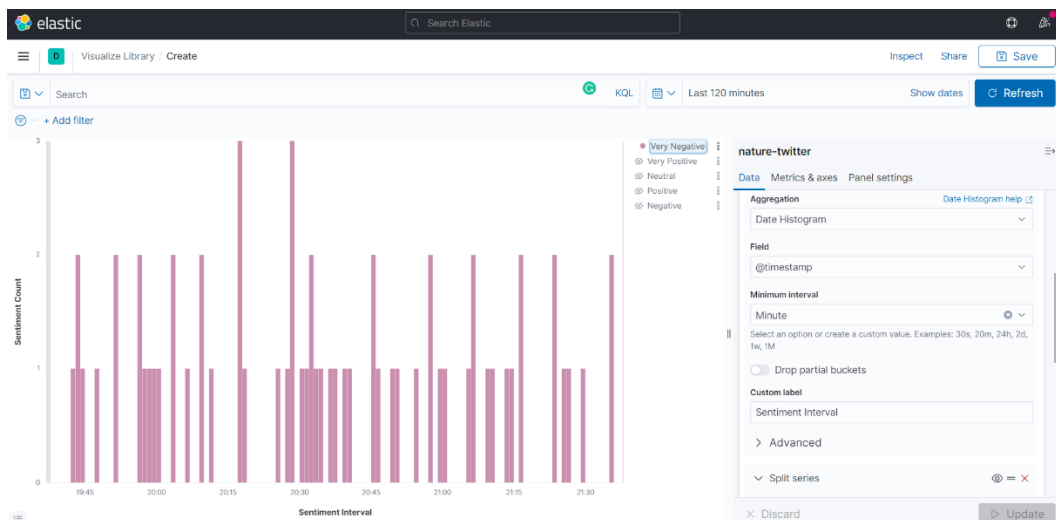 elastic
Search Elastic
D
Visualize Library / Create
Inspect
Share
Save
Search
KQL
Last 120 minutes
Show dates
Refresh
+ Add filter
3
2
1
0
Sentiment Count
19:45
20:00
20:15
20:30
20:45
21:00
21:15
21:30
Sentiment Interval
Very Negative
Very Positive
Neutral
Positive
Negative
nature-twitter
Data
Metrics & axes
Panel settings
Aggregation
Date Histogram help
Date Histogram
Field
@timestamp
Minimum interval
Minute
Select an option or create a custom value. Examples: 30s, 20m, 24h, 2d,
1w, 1M
Drop partial buckets
Custom label
Sentiment Interval
Advanced
Split series
Discard
Update